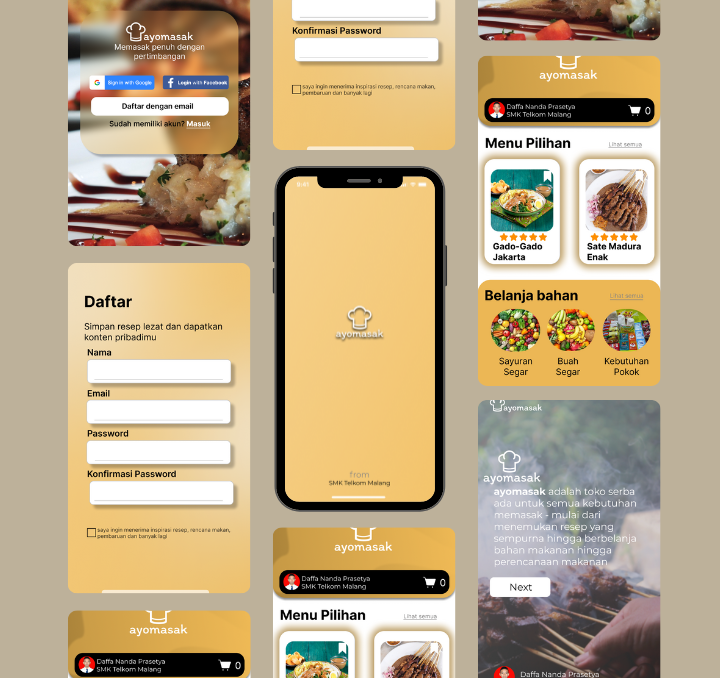 ayomasak
Memasak penuh dengan
pertimbangan
G Sign in with Google
f Login with Facebook
Daftar dengan email
Sudah memiliki akun? Masuk
Daftar
Simpan resep lezat dan dapatkan
konten pribadimu
Nama
Email
Password
Konfirmasi Password
saya ingin menerima inspirasi resep, rencana makan,
pembaruan dan banyak lagi
ayomasak
Daffa Nanda Prasetya
SMK Telkom Malang
0
Konfirmasi Password
saya ingin menerima inspirasi resep, rencana makan,
pembaruan dan banyak lagi
9:41
ayomasak
from
SMK Telkom Malang
ayomasak
Daffa Nanda Prasetya
SMK Telkom Malang
0
Menu Pilihan
Lihat semua
ayomasak
Daffa Nanda Prasetya
SMK Telkom Malang
0
Menu Pilihan
Lihat semua
Gado-Gado
Jakarta
Sate Madura
Enak
Belanja bahan
Lihat semua
Sayuran
Segar
Buah
Segar
Kebutuhan
Pokok
ayomasak
ayomasak
ayomasak adalah toko serba
ada untuk semua kebutuhan
memasak - mulai dari
menemukan resep yang
sempurna hingga berbelanja
bahan makanan hingga
perencanaan makanan
Next
Daffa Nanda Prasetya